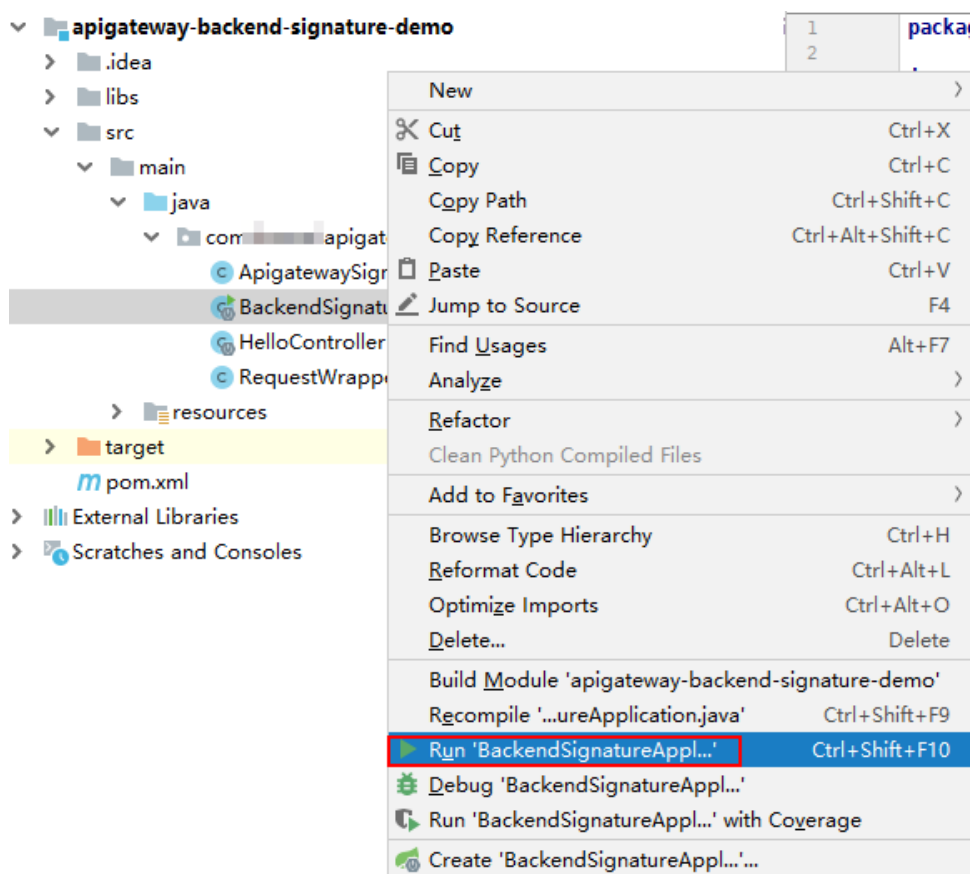 apigateway-backend-signature-demo
.idea
libs
src
main
java
com apigat
ApigatewaySigr
BackendSignatu
HelloController
RequestWrapp
resources
target
pom.xml
External Libraries
Scratches and Consoles
1 packag
2
New
Cut Ctrl+X
Copy Ctrl+C
Copy Path Ctrl+Shift+C
Copy Reference Ctrl+Alt+Shift+C
Paste Ctrl+V
Jump to Source F4
Find Usages Alt+F7
Analyze
Refactor
Clean Python Compiled Files
Add to Favorites
Browse Type Hierarchy Ctrl+H
Reformat Code Ctrl+Alt+L
Optimize Imports Ctrl+Alt+O
Delete... Delete
Build Module 'apigateway-backend-signature-demo'
Recompile '...ureApplication.java' Ctrl+Shift+F9
Run 'BackendSignatureAppl...' Ctrl+Shift+F10
Debug 'BackendSignatureAppl...'
Run 'BackendSignatureAppl...' with Coverage
Create 'BackendSignatureAppl...'...